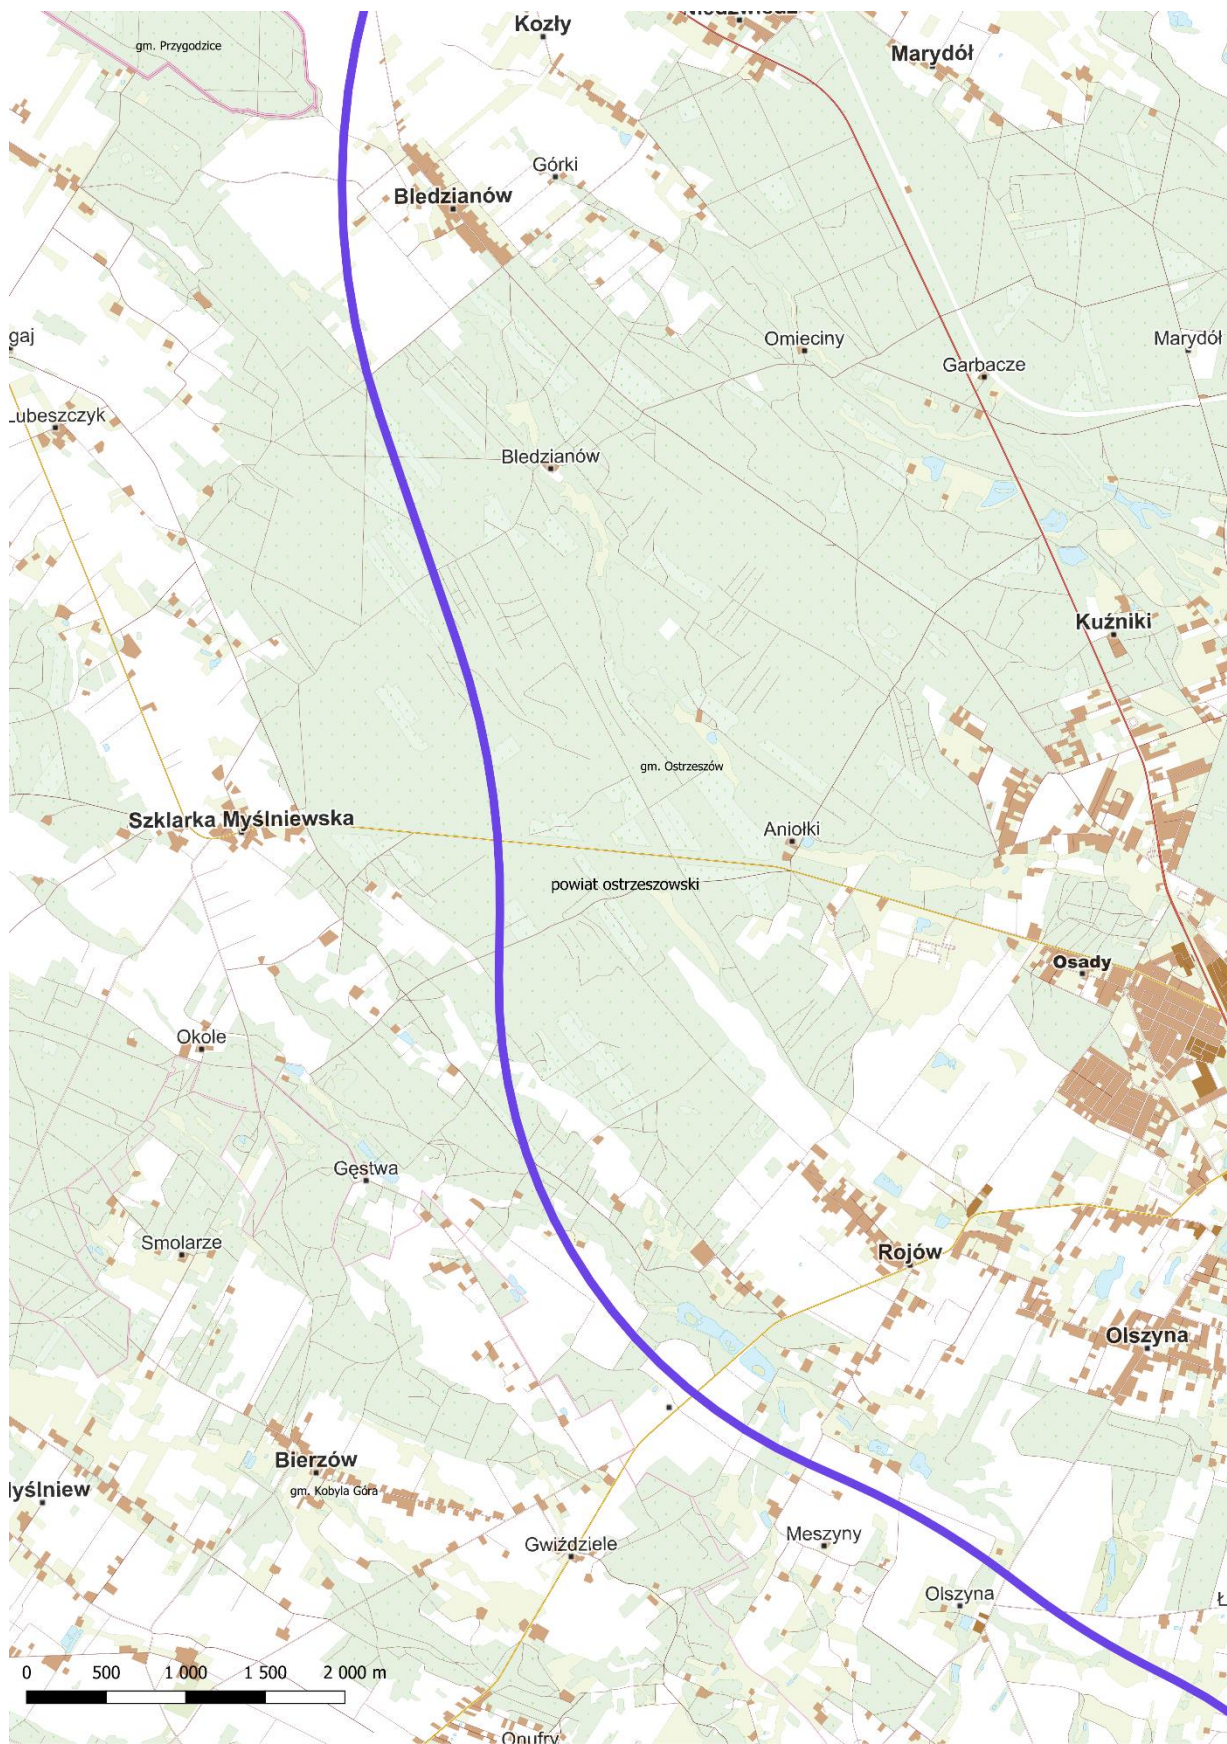 gm. Przygodzice
Kozły
Marydół
Górki
Bledzianów
gaj
Omieciny
Marydół
Garbacze
Lubeszczyk
Bledzianów
Kuźniki
gm. Ostrzeszów
Szklarka Myślniewska
Aniołki
powiat ostrzeszowski
Osady
Okole
Gęstwa
Smolarze
Rojów
Olszyna
Bierzów
gm. Kobyla Góra
yślniew
Gwiździele
Meszyny
Olszyna
Ł
0 500 1 000 1 500 2 000 m
Onufry